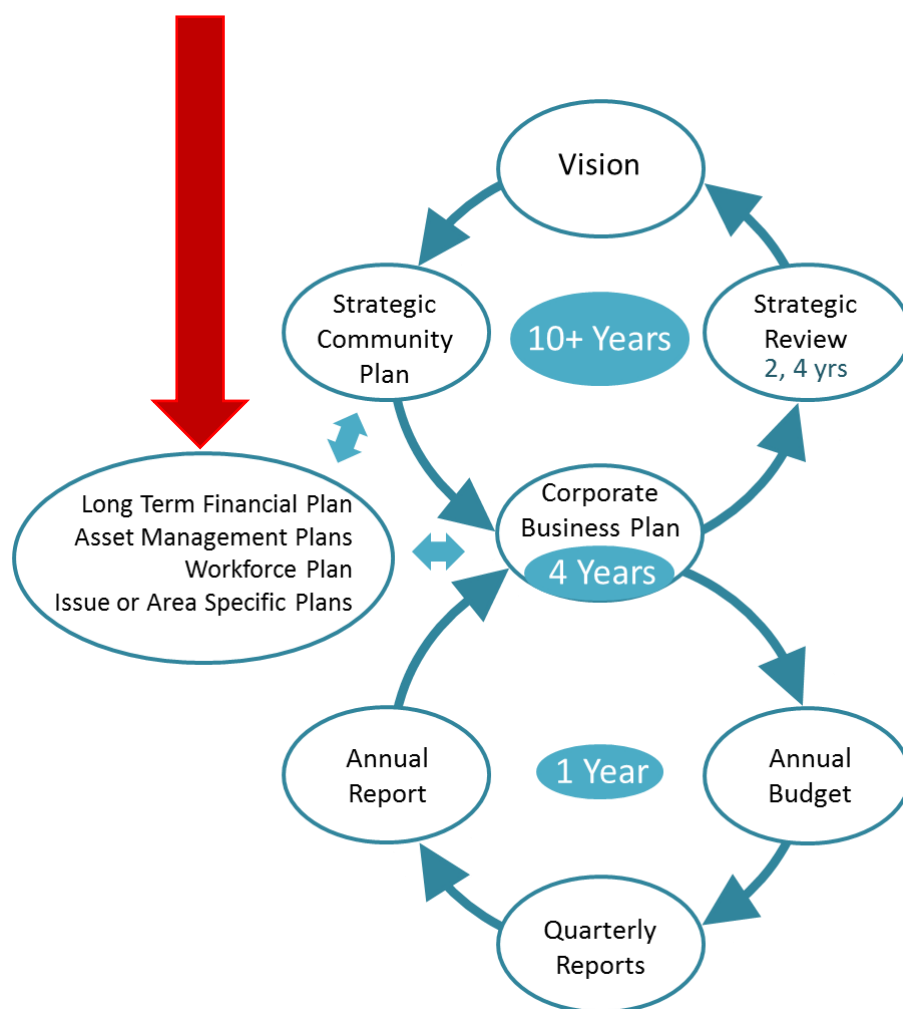 Vision
Strategic
Community
Plan
10+ Years
Strategic
Review
2, 4 yrs
Long Term Financial Plan
Asset Management Plans
Workforce Plan
Issue or Area Specific Plans
Corporate
Business Plan
4 Years
Annual
Report
1 Year
Annual
Budget
Quarterly
Reports